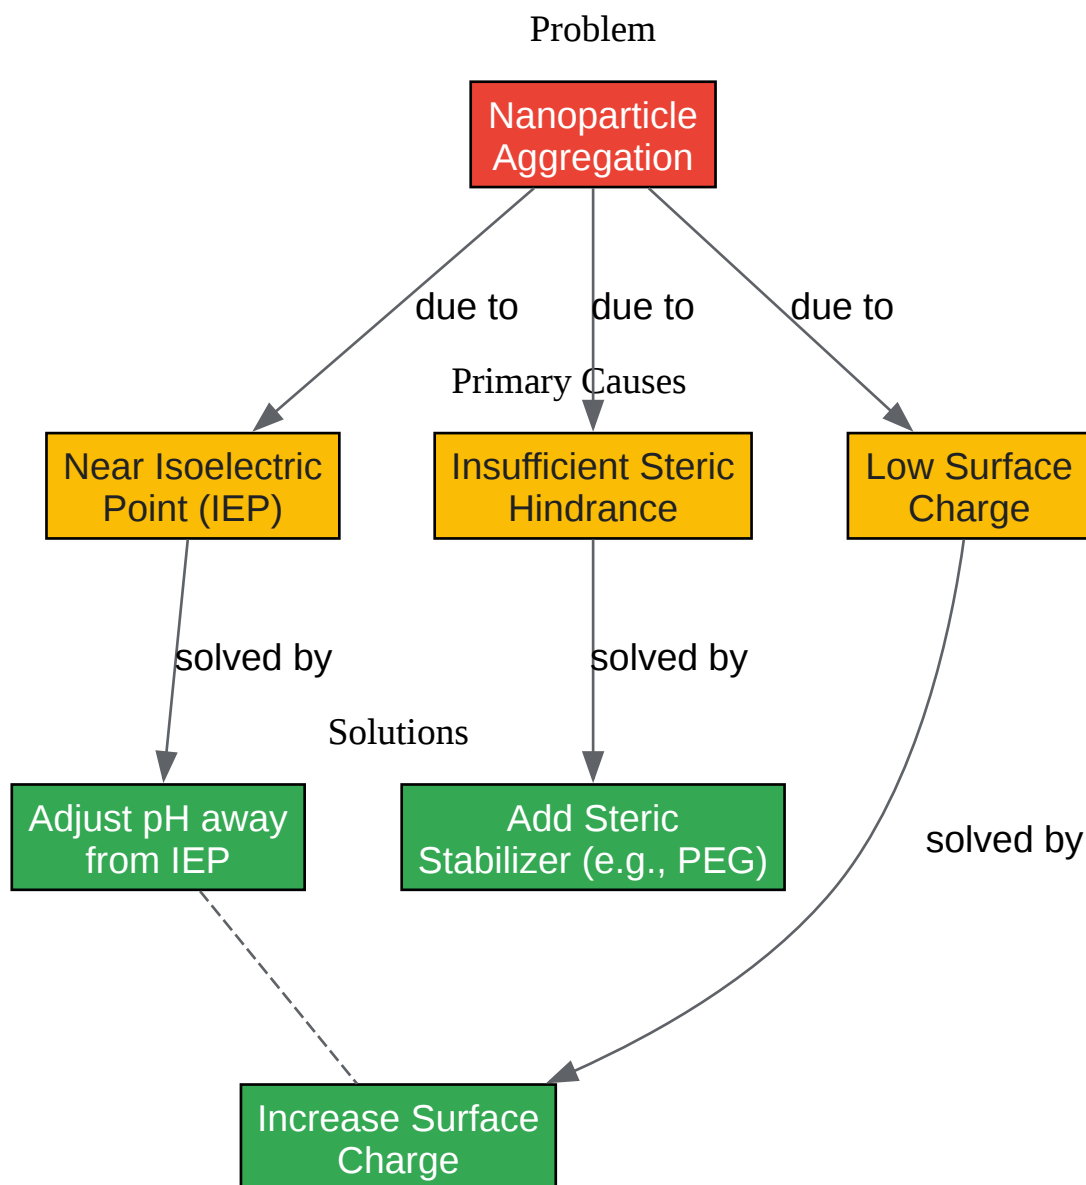 Problem
Nanoparticle
Aggregation
due to
due to
due to
Primary Causes
Near Isoelectric
Point (IEP)
Insufficient Steric
Hindrance
Low Surface
Charge
solved by
solved by
Solutions
Adjust pH away
from IEP
Add Steric
Stabilizer (e.g., PEG)
solved by
Increase Surface
Charge